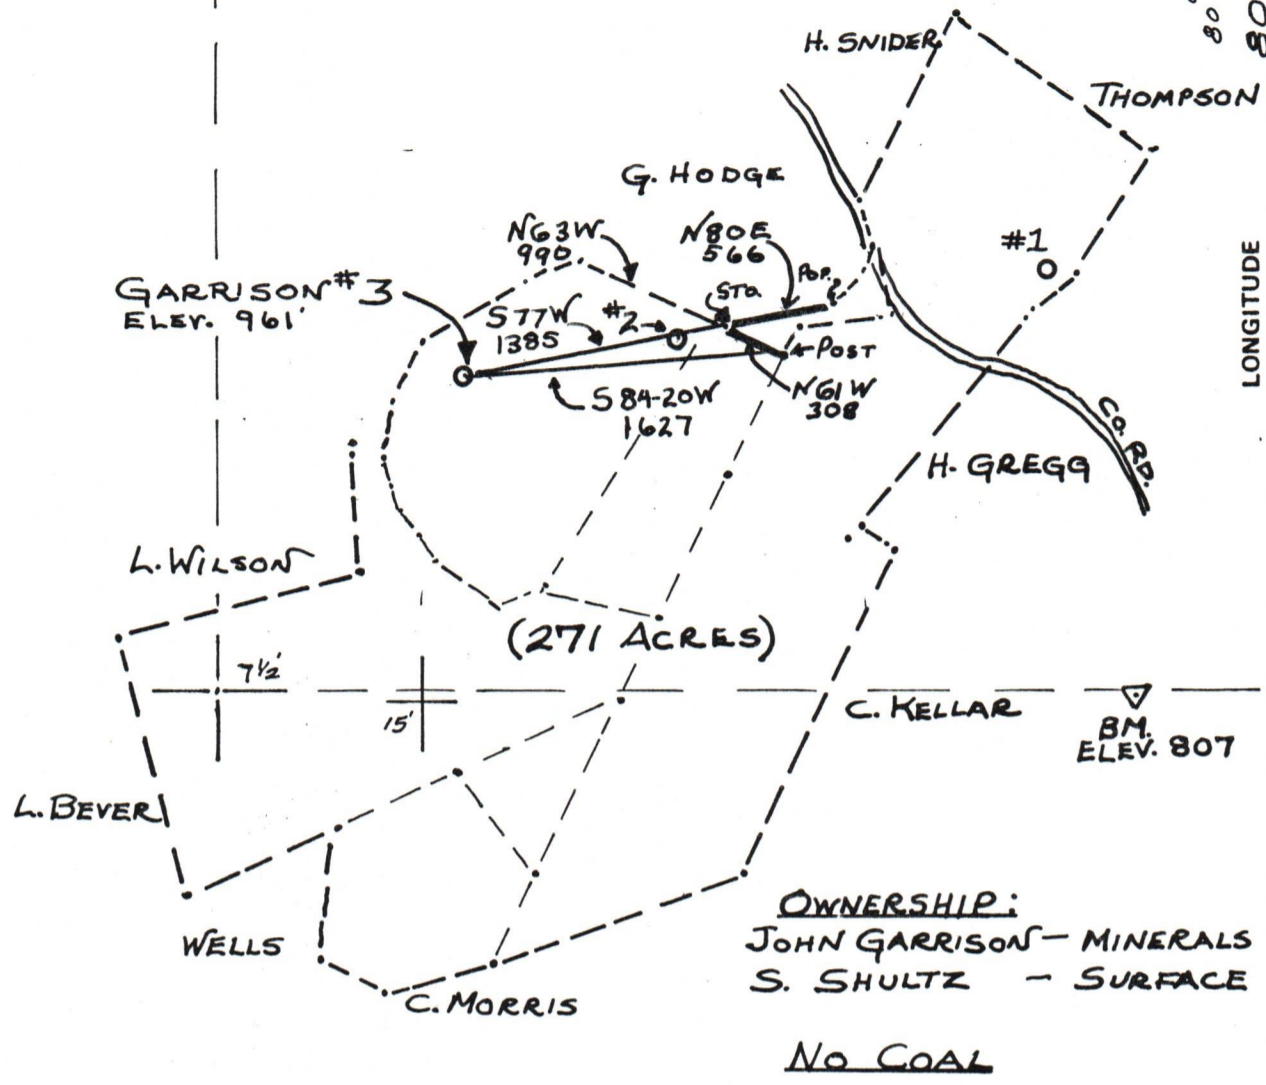 80
80
H. SNIDER
THOMPSON
G. HODGE
N63W
990
N80E
566
#1
LONGITUDE
POP.
GARRISON #3
ELEV. 961'
STA.
S77W
1385
#2
POST
S84-20W
1627
N61W
308
CO. RD.
H. GREGG
L. WILSON
(271 ACRES)
7½'
15'
C. KELLAR
BM.
ELEV. 807
L. BEVER
OWNERSHIP:
JOHN GARRISON - MINERALS
S. SHULTZ - SURFACE
WELLS
C. MORRIS
NO COAL